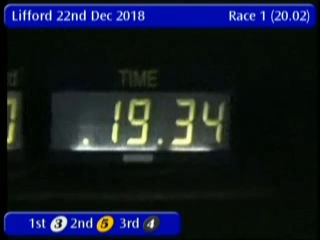 Lifford 22nd Dec 2018 Race 1 (20.02)
TIME
.19.34
1st 3 2nd 5 3rd 4